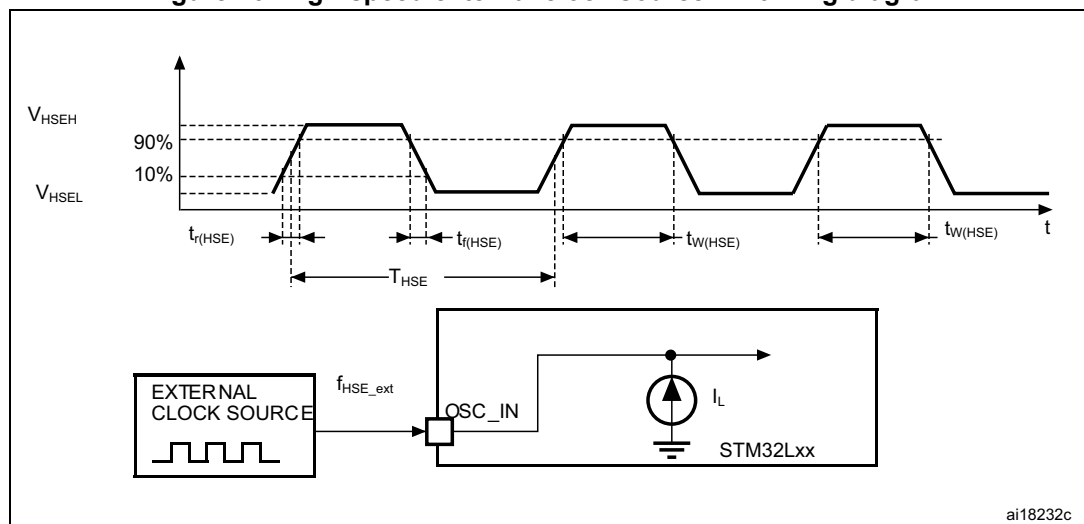 V_HSEH
90%
10%
V_HSEL
t_r(HSE)
t_f(HSE)
t_W(HSE)
t_W(HSE)
t
T_HSE
EXTERNAL
CLOCK SOURCE
f_HSE_ext
OSC_IN
I_L
STM32Lxx
ai18232c